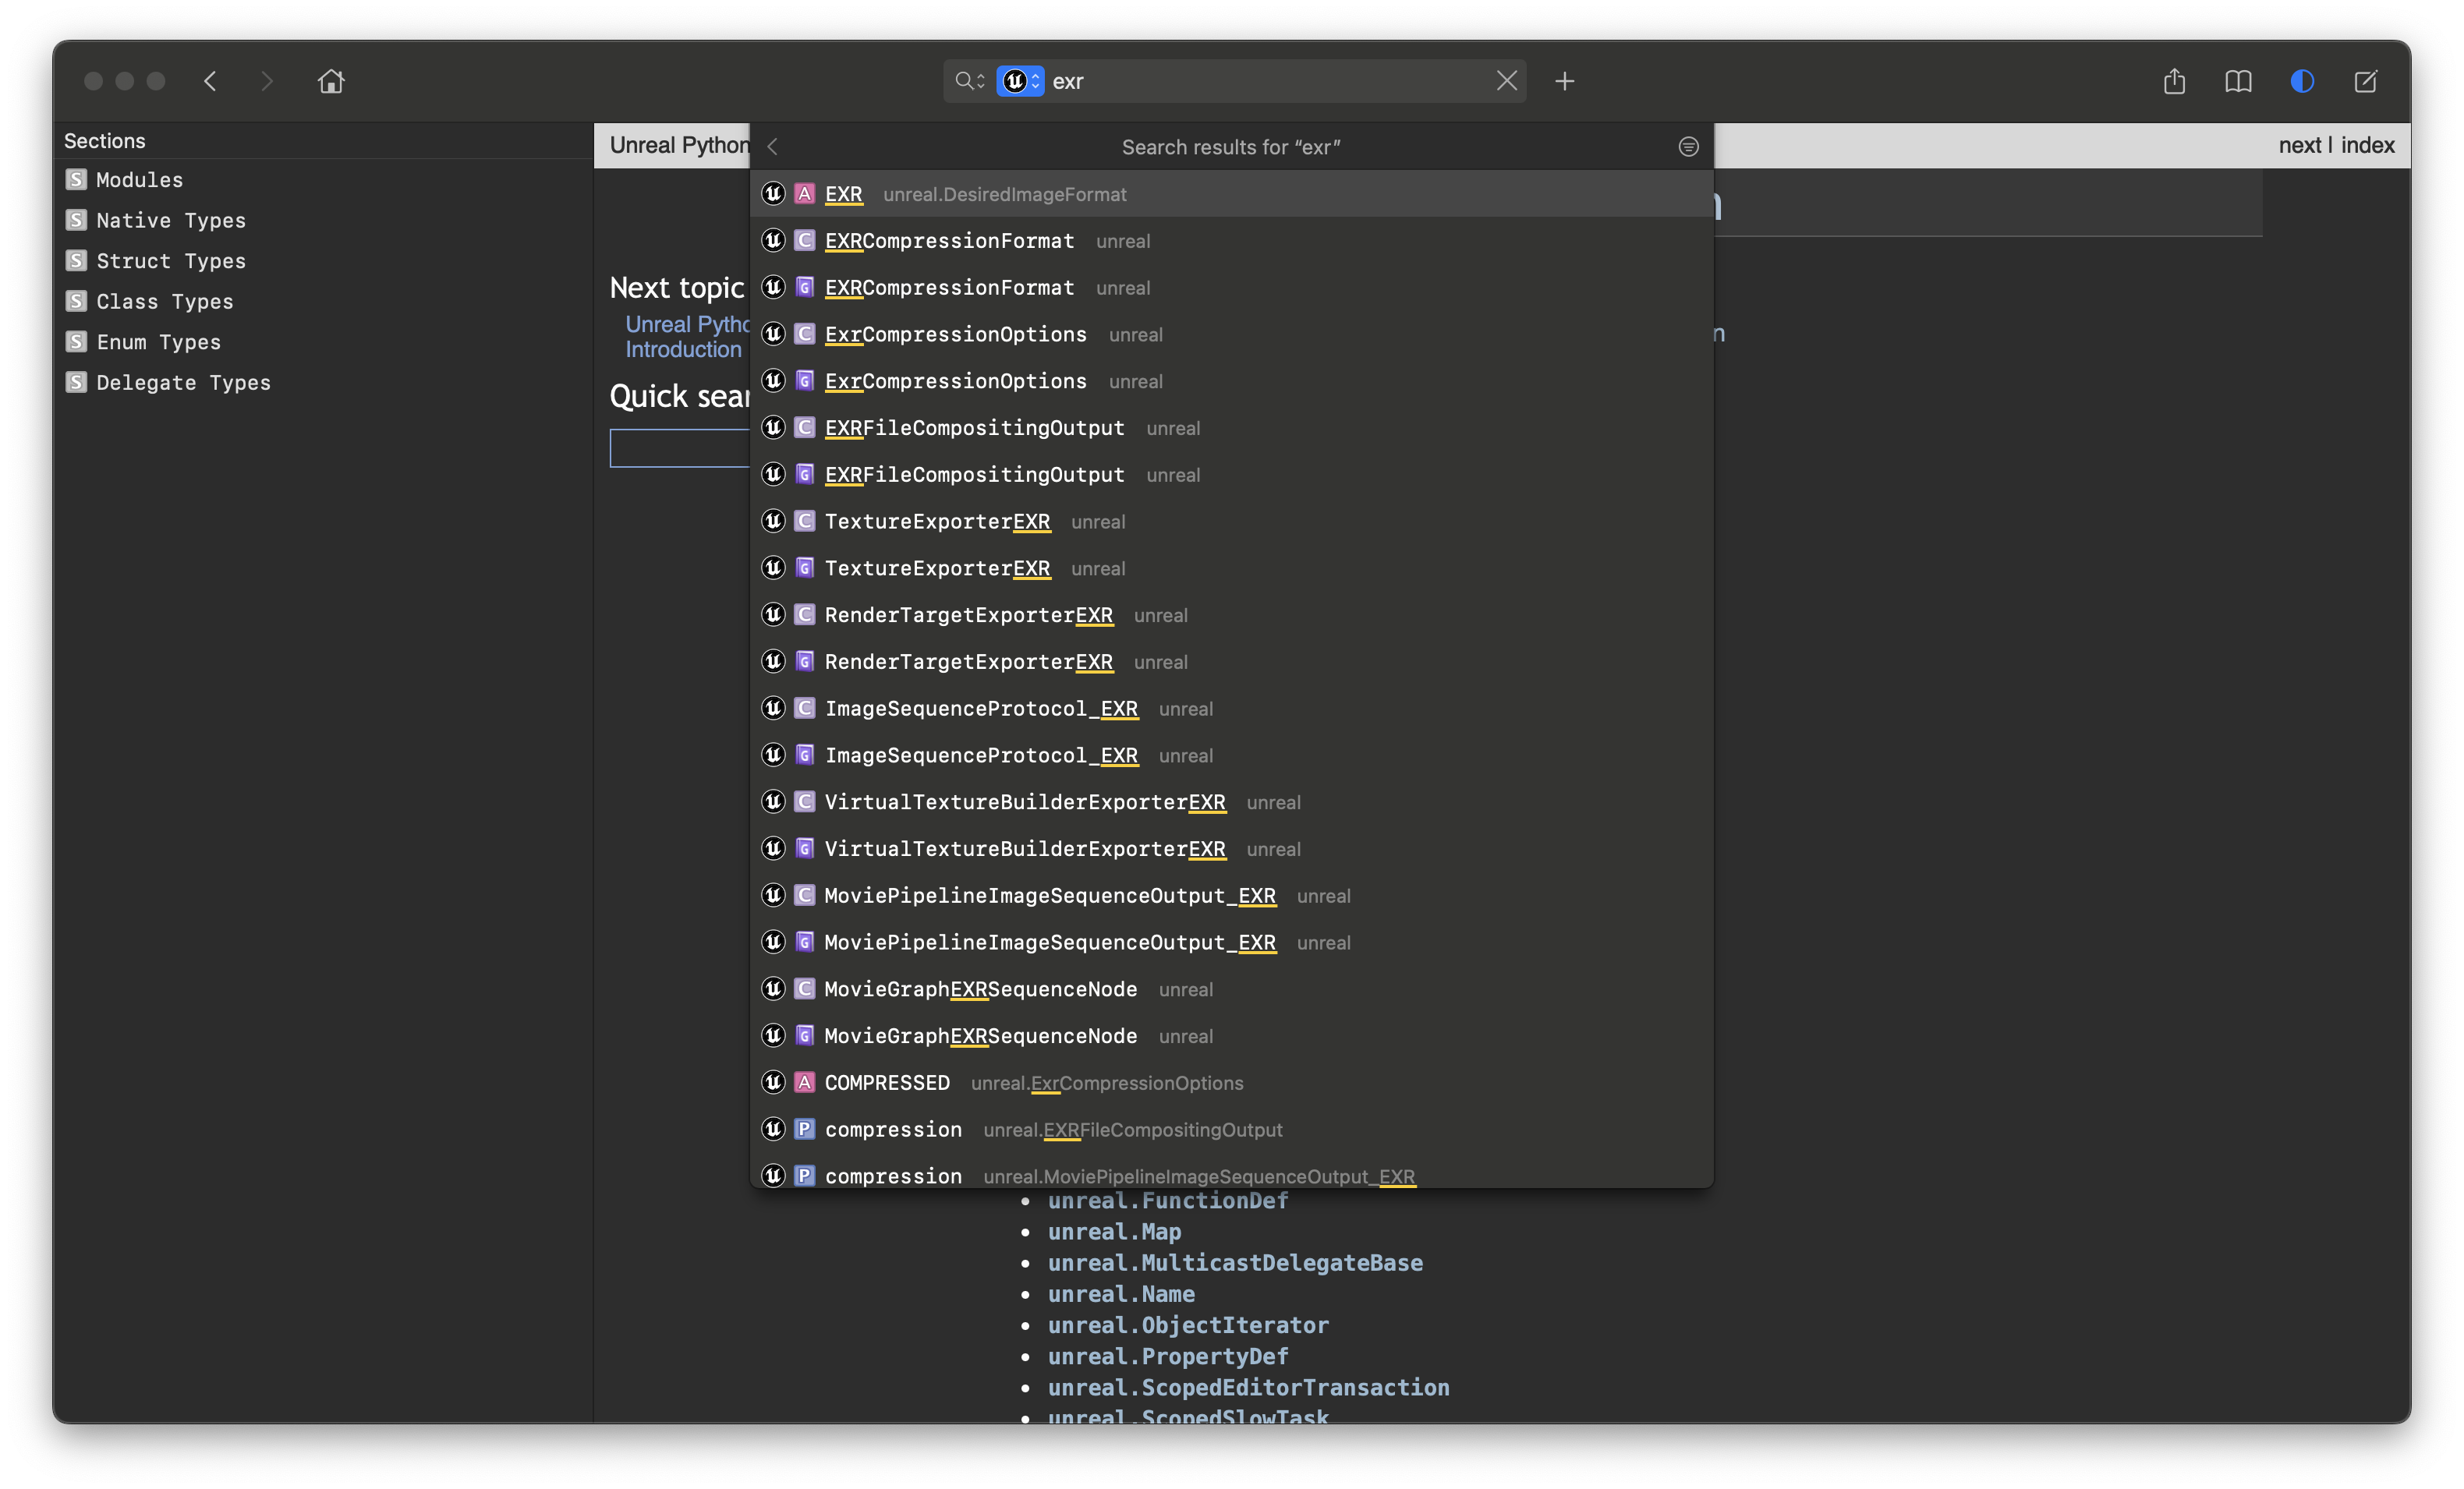 exr
Sections
S Modules
S Native Types
S Struct Types
S Class Types
S Enum Types
S Delegate Types
Unreal Python
next | index
Next topic
Introduction
Quick
Search results for “exr”
A EXR unreal.DesiredImageFormat
C EXRCompressionFormat unreal
G EXRCompressionFormat unreal
C ExrCompressionOptions unreal
G ExrCompressionOptions unreal
C EXRFileCompositingOutput unreal
G EXRFileCompositingOutput unreal
C TextureExporterEXR unreal
G TextureExporterEXR unreal
C RenderTargetExporterEXR unreal
G RenderTargetExporterEXR unreal
C ImageSequenceProtocol_EXR unreal
G ImageSequenceProtocol_EXR unreal
C VirtualTextureBuilderExporterEXR unreal
G VirtualTextureBuilderExporterEXR unreal
C MoviePipelineImageSequenceOutput_EXR unreal
G MoviePipelineImageSequenceOutput_EXR unreal
C MovieGraphEXRSequenceNode unreal
G MovieGraphEXRSequenceNode unreal
A COMPRESSED unreal.ExrCompressionOptions
P compression unreal.EXRFileCompositingOutput
P compression unreal.MoviePipelineImageSequenceOutput_EXR
unreal.FunctionDef
unreal.Map
unreal.MulticastDelegateBase
unreal.Name
unreal.ObjectIterator
unreal.PropertyDef
unreal.ScopedEditorTransaction
unreal.ScopedSlowTask